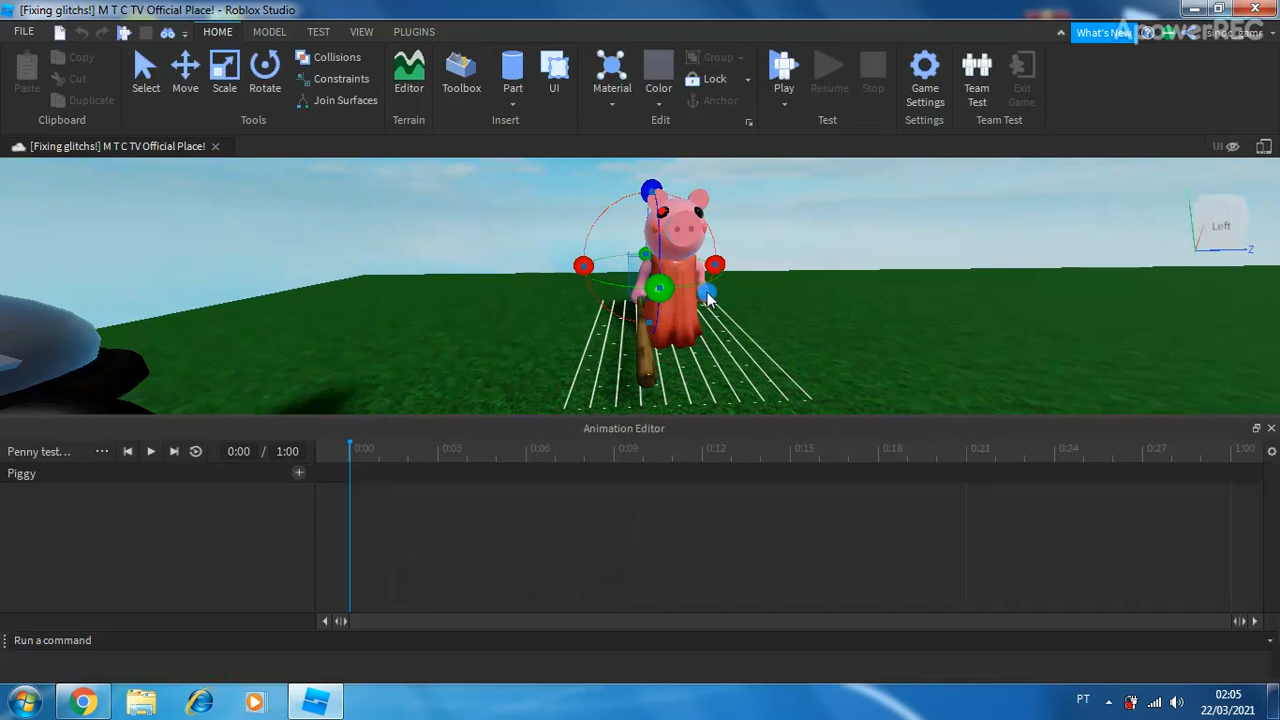 [Fixing glitchs!] M T C TV Official Place! - Roblox Studio
ApowerREC
FILE HOME MODEL TEST VIEW PLUGINS What's New
Paste Copy Cut Duplicate Clipboard
Select Move Scale Rotate Collisions Constraints Join Surfaces Tools
Editor Terrain
Toolbox Part UI Insert
Material Color Group Lock Anchor Edit
Play Resume Stop Test
Game Settings Settings
Team Test Exit Game Team Test
[Fixing glitchs!] M T C TV Official Place! UI
Left
Z
Animation Editor
Penny test... 0:00 / 1:00 0:00 0:03 0:06 0:09 0:12 0:15 0:18 0:21 0:24 0:27 1:00
Piggy
Run a command
PT 02:05
22/03/2021